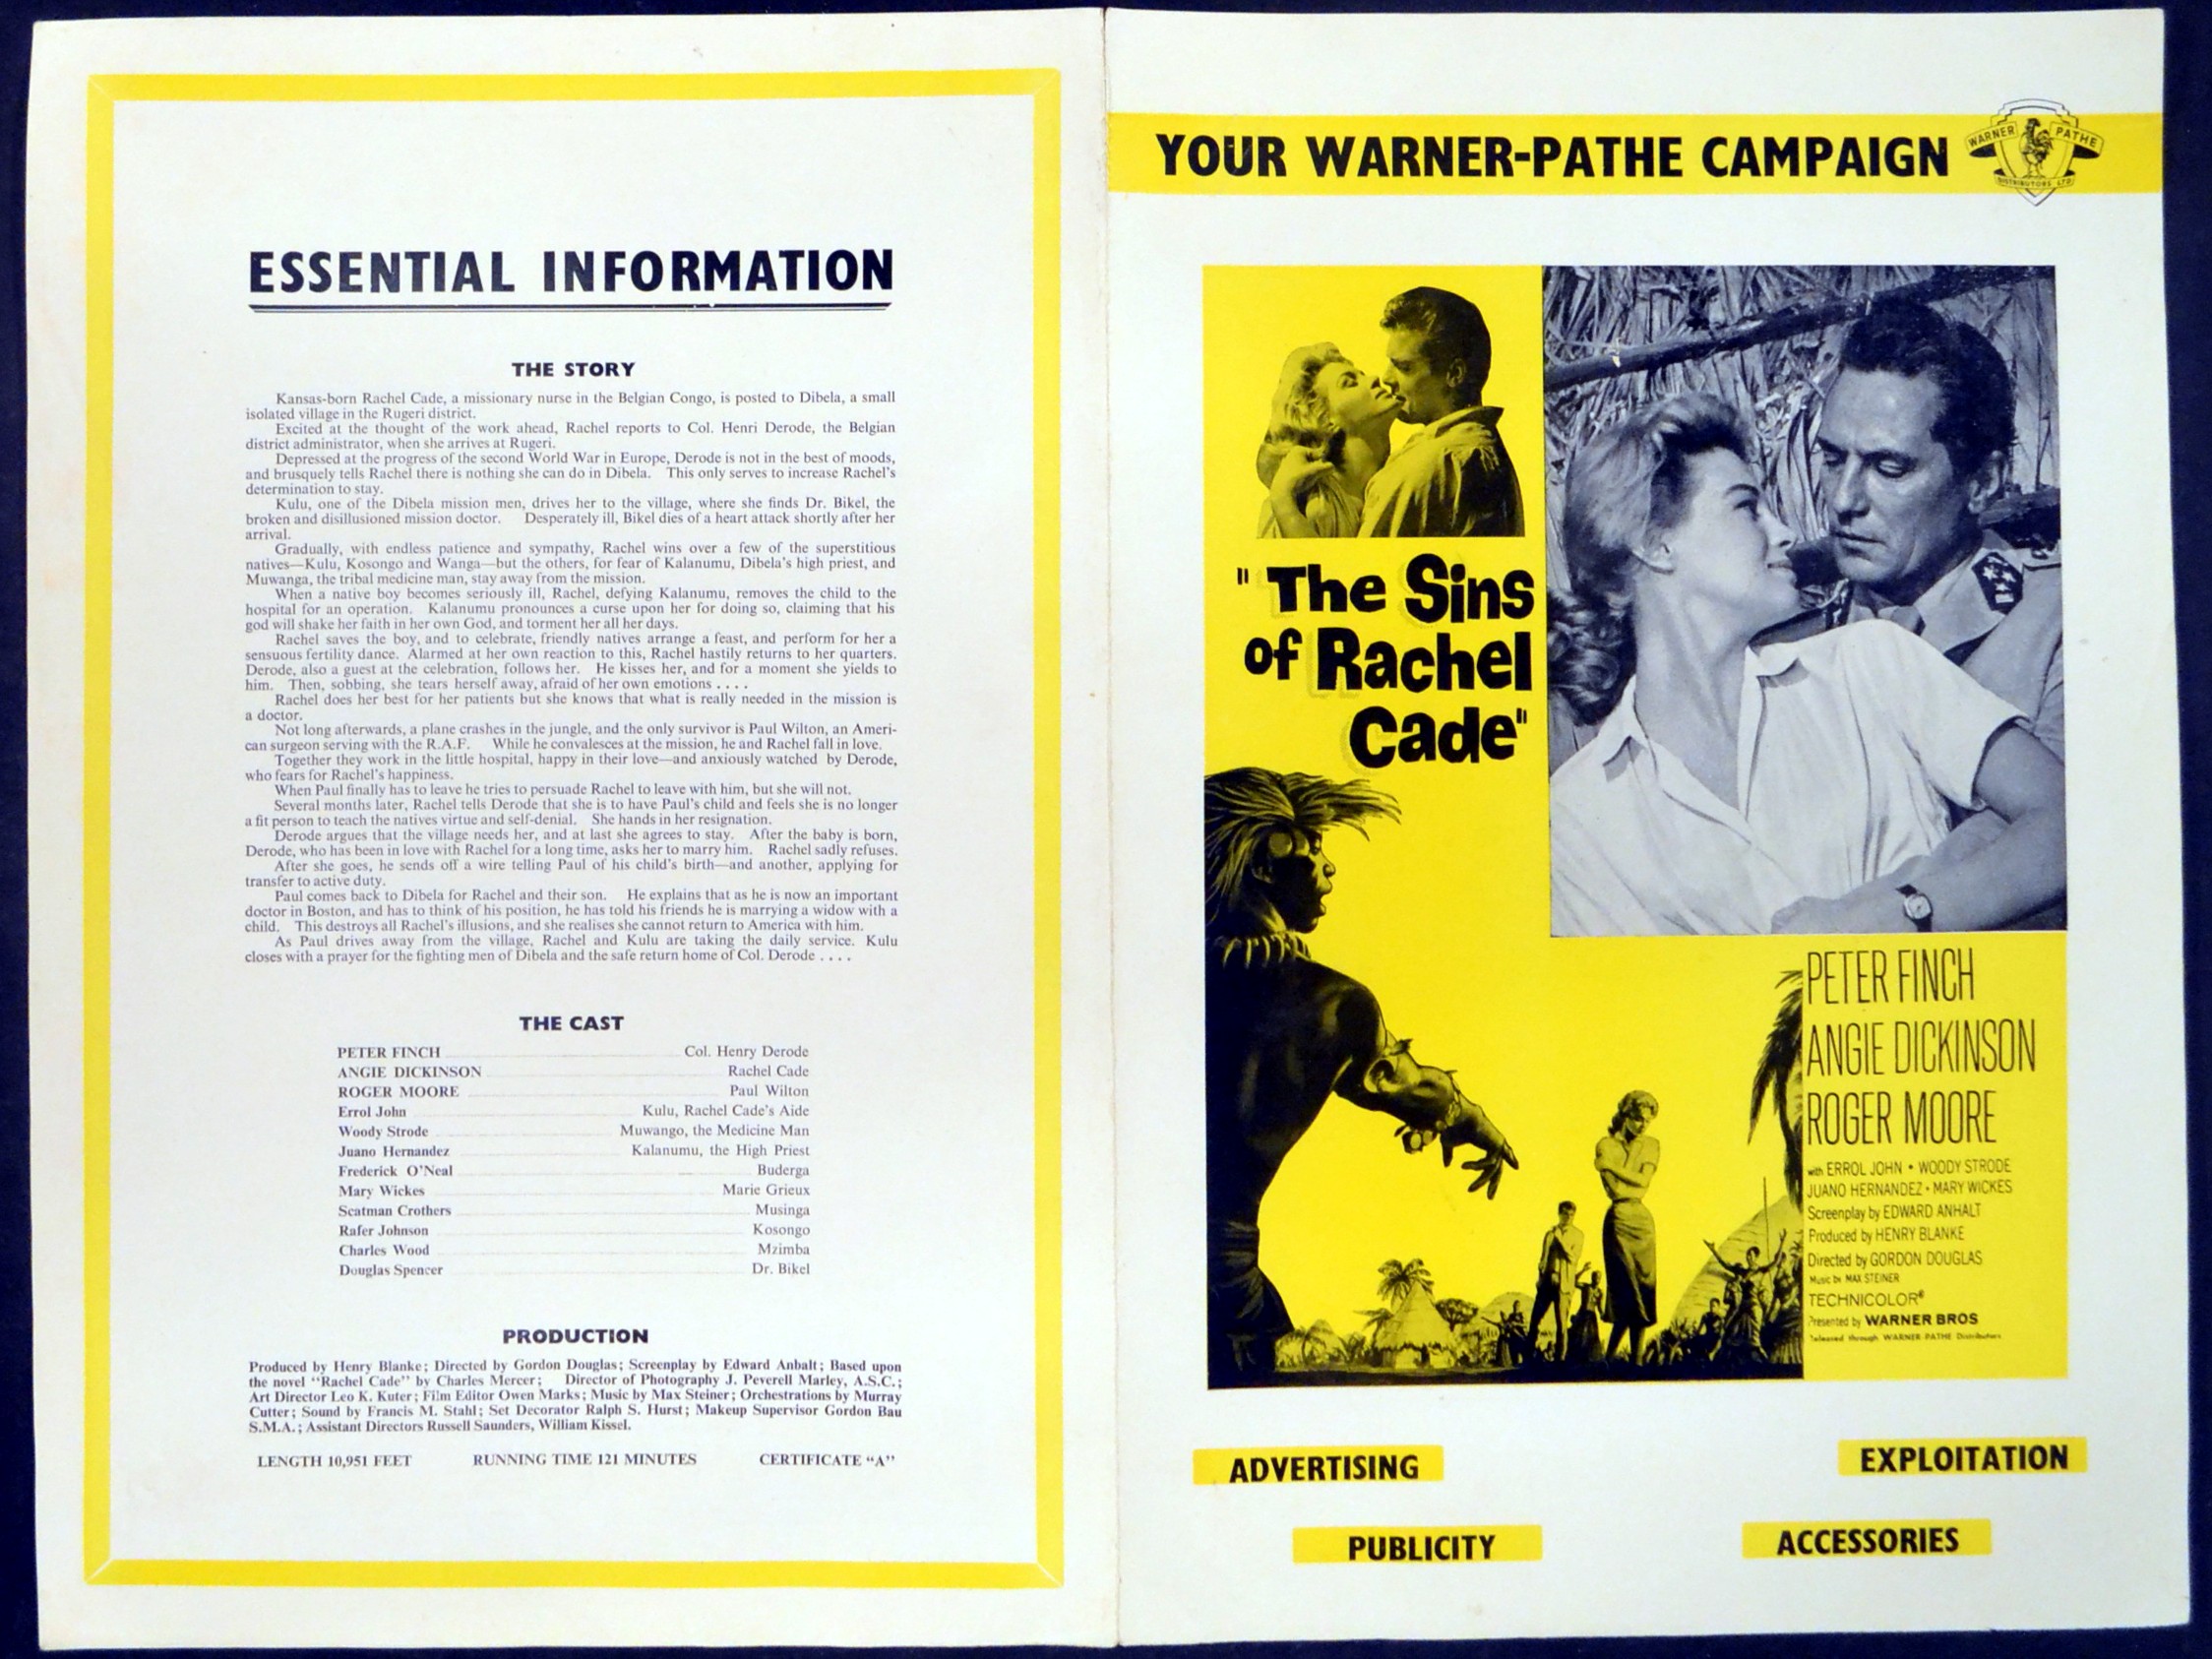 ESSENTIAL INFORMATION
THE STORY
Kansas-born Rachel Cade, a missionary nurse in the Belgian Congo, is posted to Dibela, a small
isolated village in the Rugeri district.
Excited at the thought of the work ahead, Rachel reports to Col. Henri Derode, the Belgian
district administrator, when she arrives at Rugeri.
Depressed at the progress of the second World War in Europe, Derode is not in the best of moods,
and brusquely tells Rachel there is nothing she can do in Dibela. This only serves to increase Rachel's
determination to stay.
Kulu, one of the Dibela mission men, drives her to the village, where she finds Dr. Bikel, the
broken and disillusioned mission doctor. Desperately ill, Bikel dies of a heart attack shortly after her
arrival.
Gradually, with endless patience and sympathy, Rachel wins over a few of the superstitious
natives—Kulu, Kosongo and Wanga—but the others, for fear of Kalanumu, Dibela's high priest, and
Muwanga, the tribal medicine man, stay away from the mission.
When a native boy becomes seriously ill, Rachel, defying Kalanumu, removes the child to the
hospital for an operation. Kalanumu pronounces a curse upon her for doing so, claiming that his
god will shake her faith in her own God, and torment her all her days.
Rachel saves the boy, and to celebrate, friendly natives arrange a feast, and perform for her a
sensuous fertility dance. Alarmed at her own reaction to this, Rachel hastily returns to her quarters.
Derode, also a guest at the celebration, follows her. He kisses her, and for a moment she yields to
him. Then, sobbing, she tears herself away, afraid of her own emotions . . . .
Rachel does her best for her patients but she knows that what is really needed in the mission is
a doctor.
Not long afterwards, a plane crashes in the jungle, and the only survivor is Paul Wilton, an Ameri-
can surgeon serving with the R.A.F. While he convalesces at the mission, he and Rachel fall in love.
Together they work in the little hospital, happy in their love—and anxiously watched by Derode,
who fears for Rachel's happiness.
When Paul finally has to leave he tries to persuade Rachel to leave with him, but she will not.
Several months later, Rachel tells Derode that she is to have Paul's child and feels she is no longer
a fit person to teach the natives virtue and self-denial. She hands in her resignation.
Derode argues that the village needs her, and at last she agrees to stay. After the baby is born,
Derode, who has been in love with Rachel for a long time, asks her to marry him. Rachel sadly refuses.
After she goes, he sends off a wire telling Paul of his child's birth—and another, applying for
transfer to active duty.
Paul comes back to Dibela for Rachel and their son. He explains that as he is now an important
doctor in Boston, and has to think of his position, he has told his friends he is marrying a widow with a
child. This destroys all Rachel's illusions, and she realises she cannot return to America with him.
As Paul drives away from the village, Rachel and Kulu are taking the daily service. Kulu
closes with a prayer for the fighting men of Dibela and the safe return home of Col. Derode . . . .
THE CAST
PETER FINCH Col. Henry Derode
ANGIE DICKINSON Rachel Cade
ROGER MOORE Paul Wilton
Errol John Kulu, Rachel Cade's Aide
Woody Strode Muwango, the Medicine Man
Juano Hernandez Kalanumu, the High Priest
Frederick O'Neal Buderga
Mary Wickes Marie Grieux
Scatman Crothers Musinga
Rafer Johnson Kosongo
Charles Wood Mzimba
Douglas Spencer Dr. Bikel
PRODUCTION
Produced by Henry Blanke; Directed by Gordon Douglas; Screenplay by Edward Anhalt; Based upon
the novel "Rachel Cade" by Charles Mercer; Director of Photography J. Peverell Marley, A.S.C.;
Art Director Leo K. Kuter; Film Editor Owen Marks; Music by Max Steiner; Orchestrations by Murray
Cutter; Sound by Francis M. Stahl; Set Decorator Ralph S. Hurst; Makeup Supervisor Gordon Bau
S.M.A.; Assistant Directors Russell Saunders, William Kissel.
LENGTH 10,951 FEET RUNNING TIME 121 MINUTES CERTIFICATE "A"
YOUR WARNER-PATHE CAMPAIGN
WARNER PATHE
DISTRIBUTORS LTD
"The Sins
of Rachel
Cade"
PETER FINCH
ANGIE DICKINSON
ROGER MOORE
with ERROL JOHN • WOODY STRODE
JUANO HERNANDEZ • MARY WICKES
Screenplay by EDWARD ANHALT
Produced by HENRY BLANKE
Directed by GORDON DOUGLAS
Music by MAX STEINER
TECHNICOLOR®
Presented by WARNER BROS
Released through WARNER PATHE Distributors
ADVERTISING
EXPLOITATION
PUBLICITY
ACCESSORIES